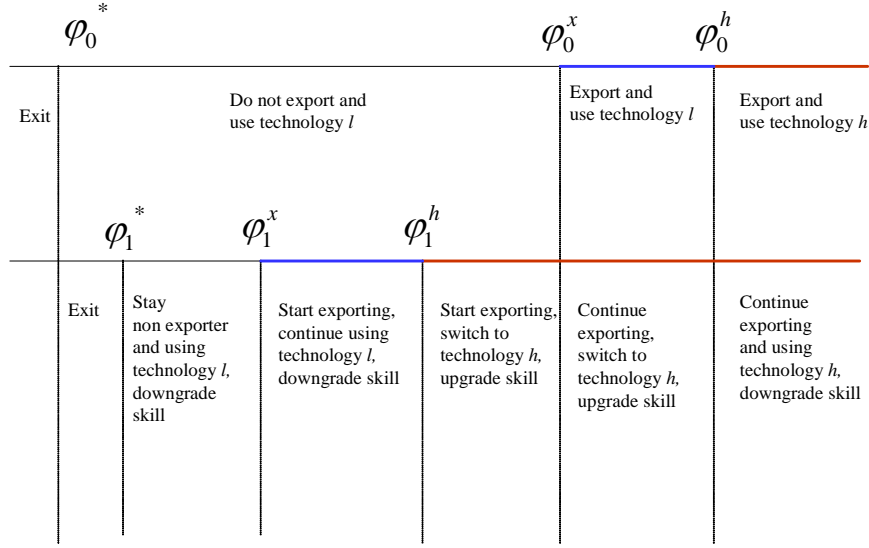 φ₀*
φ₀ˣ
φ₀ʰ
Exit
Do not export and
use technology l
Export and
use technology l
Export and
use technology h
φ₁*
φ₁ˣ
φ₁ʰ
Exit
Stay
non exporter
and using
technology l,
downgrade
skill
Start exporting,
continue using
technology l,
downgrade skill
Start exporting,
switch to
technology h,
upgrade skill
Continue
exporting,
switch to
technology h,
upgrade skill
Continue
exporting
and using
technology h,
downgrade skill